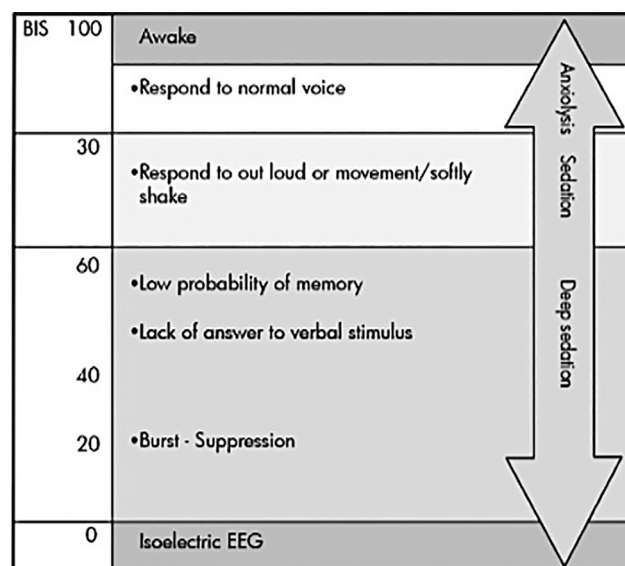 BIS 100 Awake
•Respond to normal voice
30
•Respond to out loud or movement/softly
shake
60
•Low probability of memory
•Lack of answer to verbal stimulus
40
20 •Burst - Suppression
0 Isoelectric EEG
Anxiolysis Sedation Deep sedation